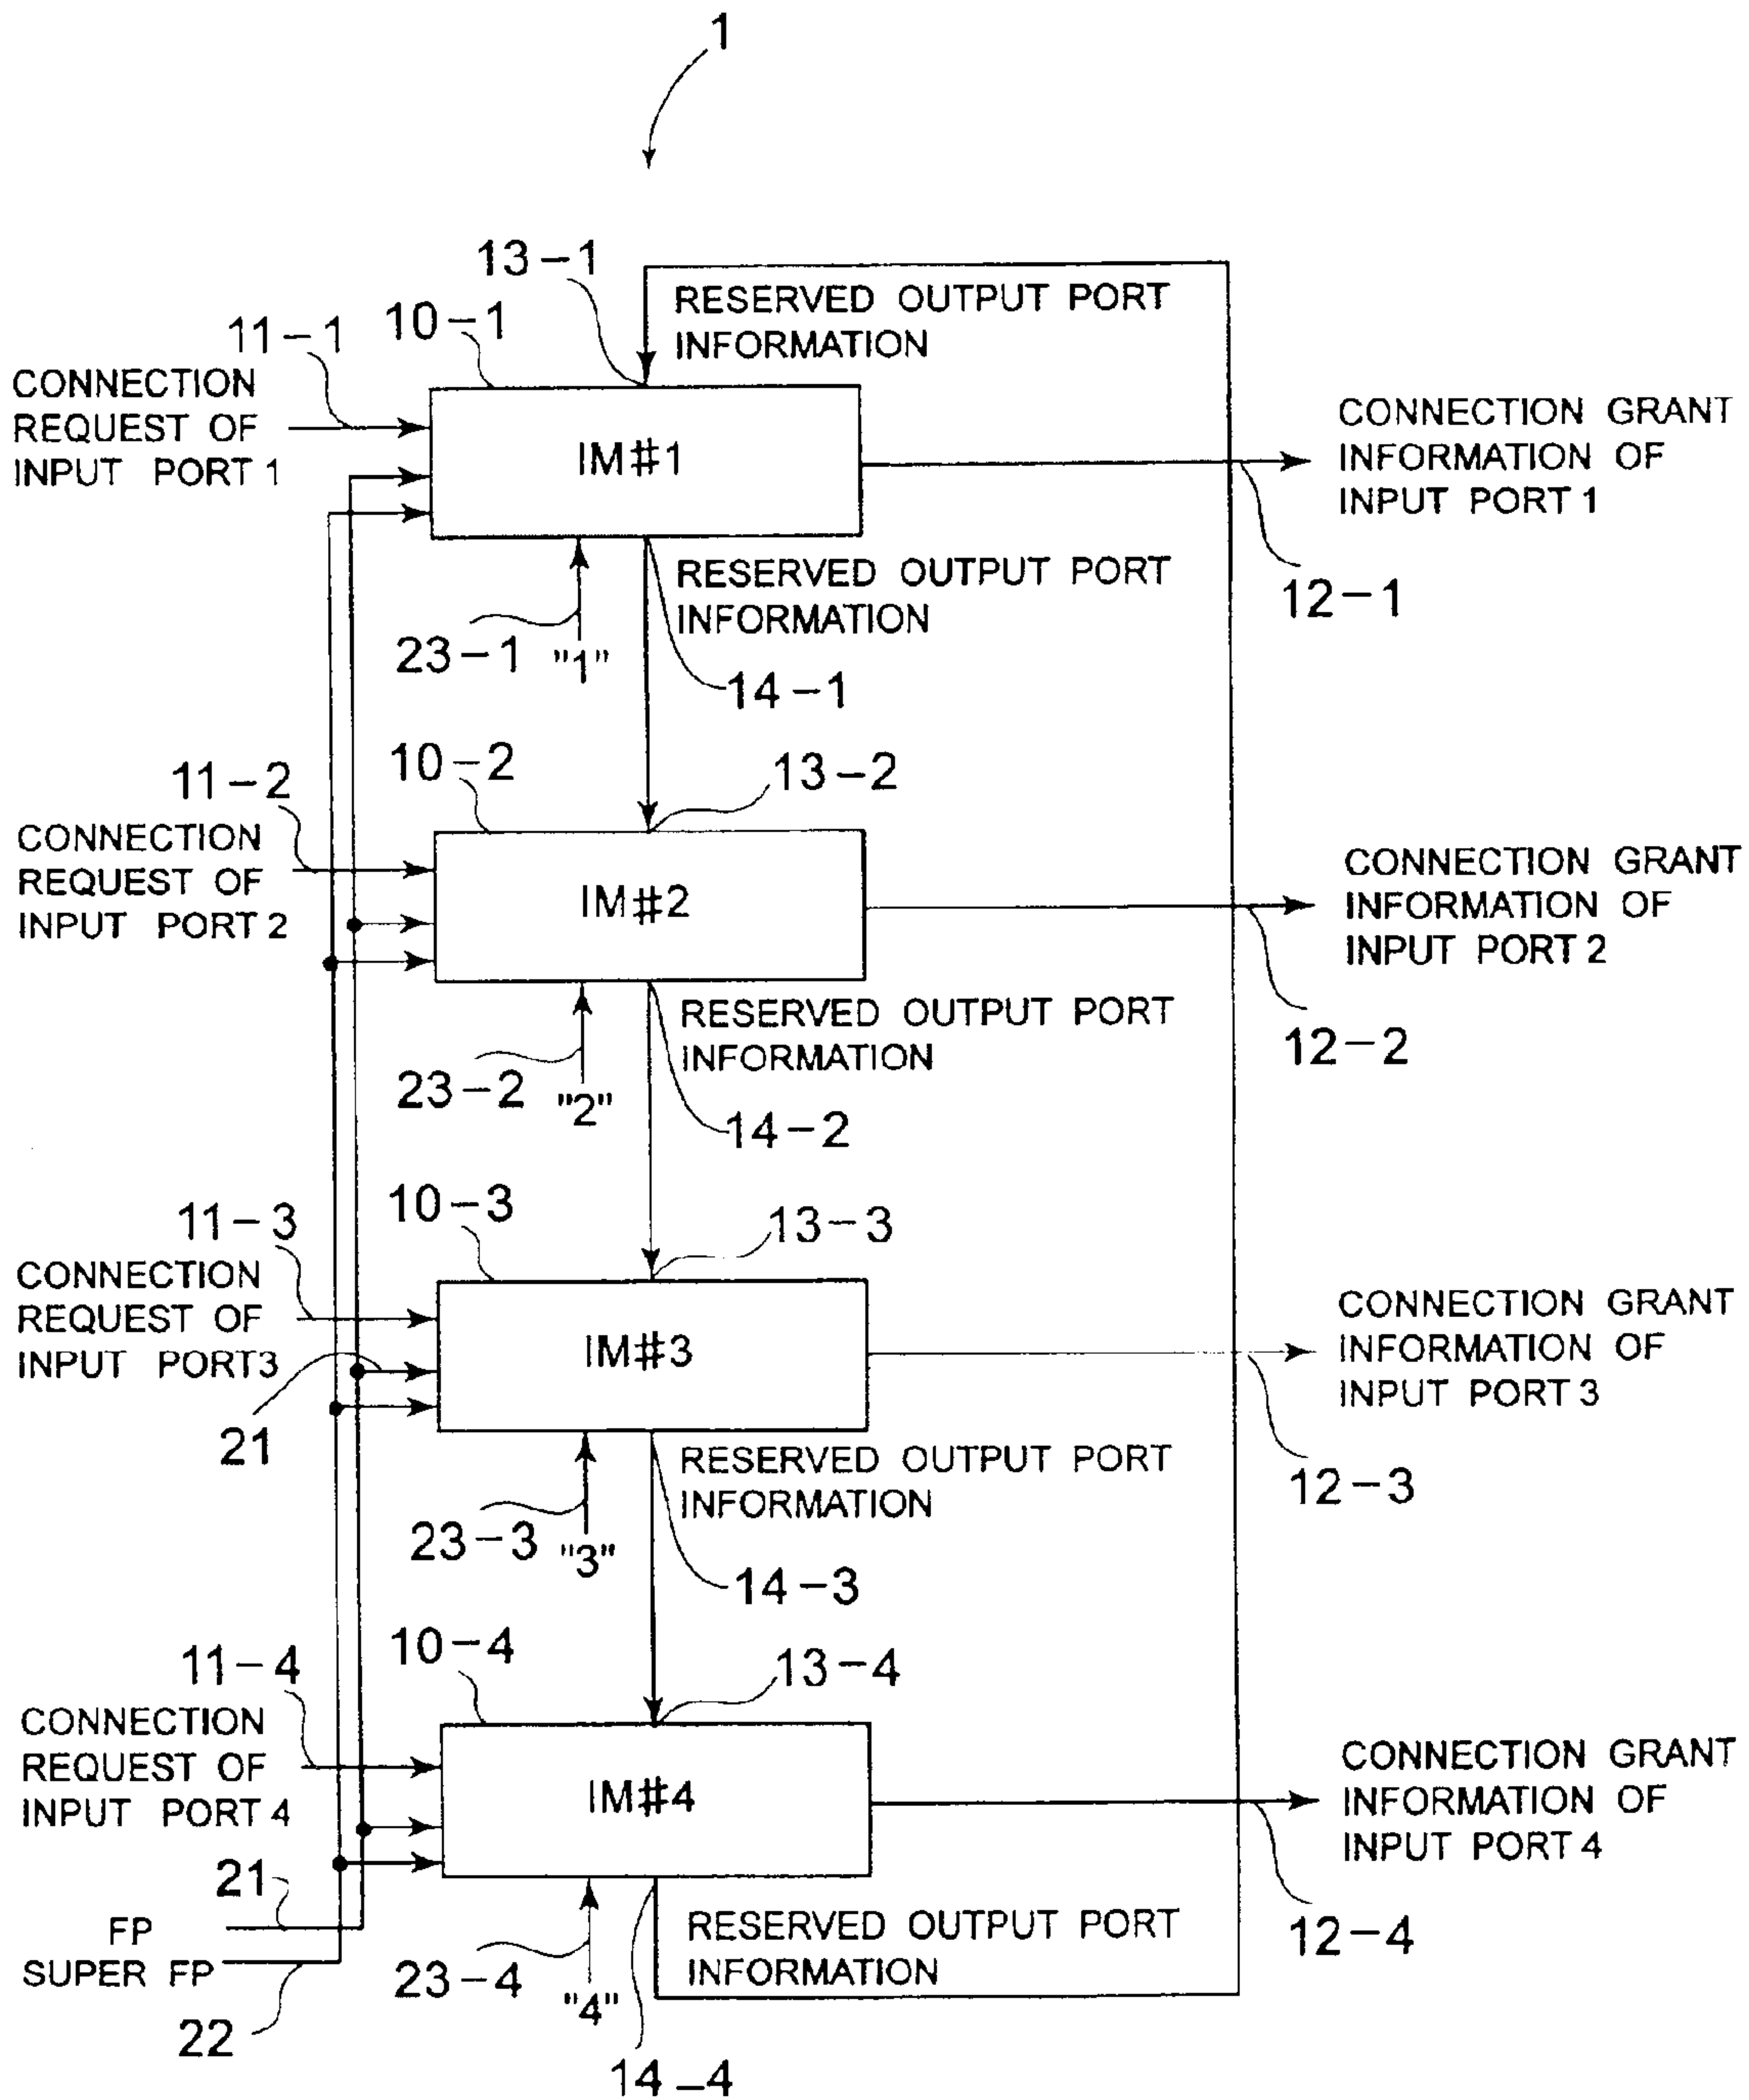 1
13-1
RESERVED OUTPUT PORT
INFORMATION
10-1
11-1
CONNECTION
REQUEST OF
INPUT PORT 1
IM#1
CONNECTION GRANT
INFORMATION OF
INPUT PORT 1
12-1
RESERVED OUTPUT PORT
INFORMATION
23-1
"1"
14-1
10-2
13-2
11-2
CONNECTION
REQUEST OF
INPUT PORT 2
IM#2
CONNECTION GRANT
INFORMATION OF
INPUT PORT 2
12-2
RESERVED OUTPUT PORT
INFORMATION
23-2
"2"
14-2
10-3
13-3
11-3
CONNECTION
REQUEST OF
INPUT PORT3
IM#3
CONNECTION GRANT
INFORMATION OF
INPUT PORT 3
21
12-3
RESERVED OUTPUT PORT
INFORMATION
23-3
"3"
14-3
10-4
13-4
11-4
CONNECTION
REQUEST OF
INPUT PORT 4
IM#4
CONNECTION GRANT
INFORMATION OF
INPUT PORT 4
12-4
21
FP
SUPER FP
22
RESERVED OUTPUT PORT
INFORMATION
23-4
"4"
14-4